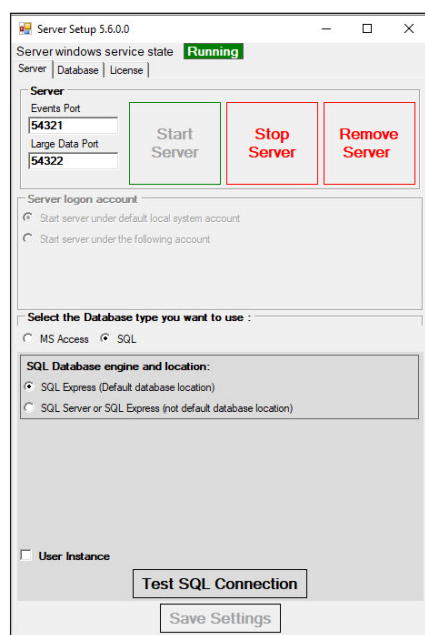 Server Setup 5.6.0.0
Server windows service state Running
Server Database License
Server
Events Port
54321
Large Data Port
54322
Start Server
Stop Server
Remove Server
Server logon account
Start server under default local system account
Start server under the following account
Select the Database type you want to use :
MS Access SQL
SQL Database engine and location:
SQL Express (Default database location)
SQL Server or SQL Express (not default database location)
User Instance
Test SQL Connection
Save Settings